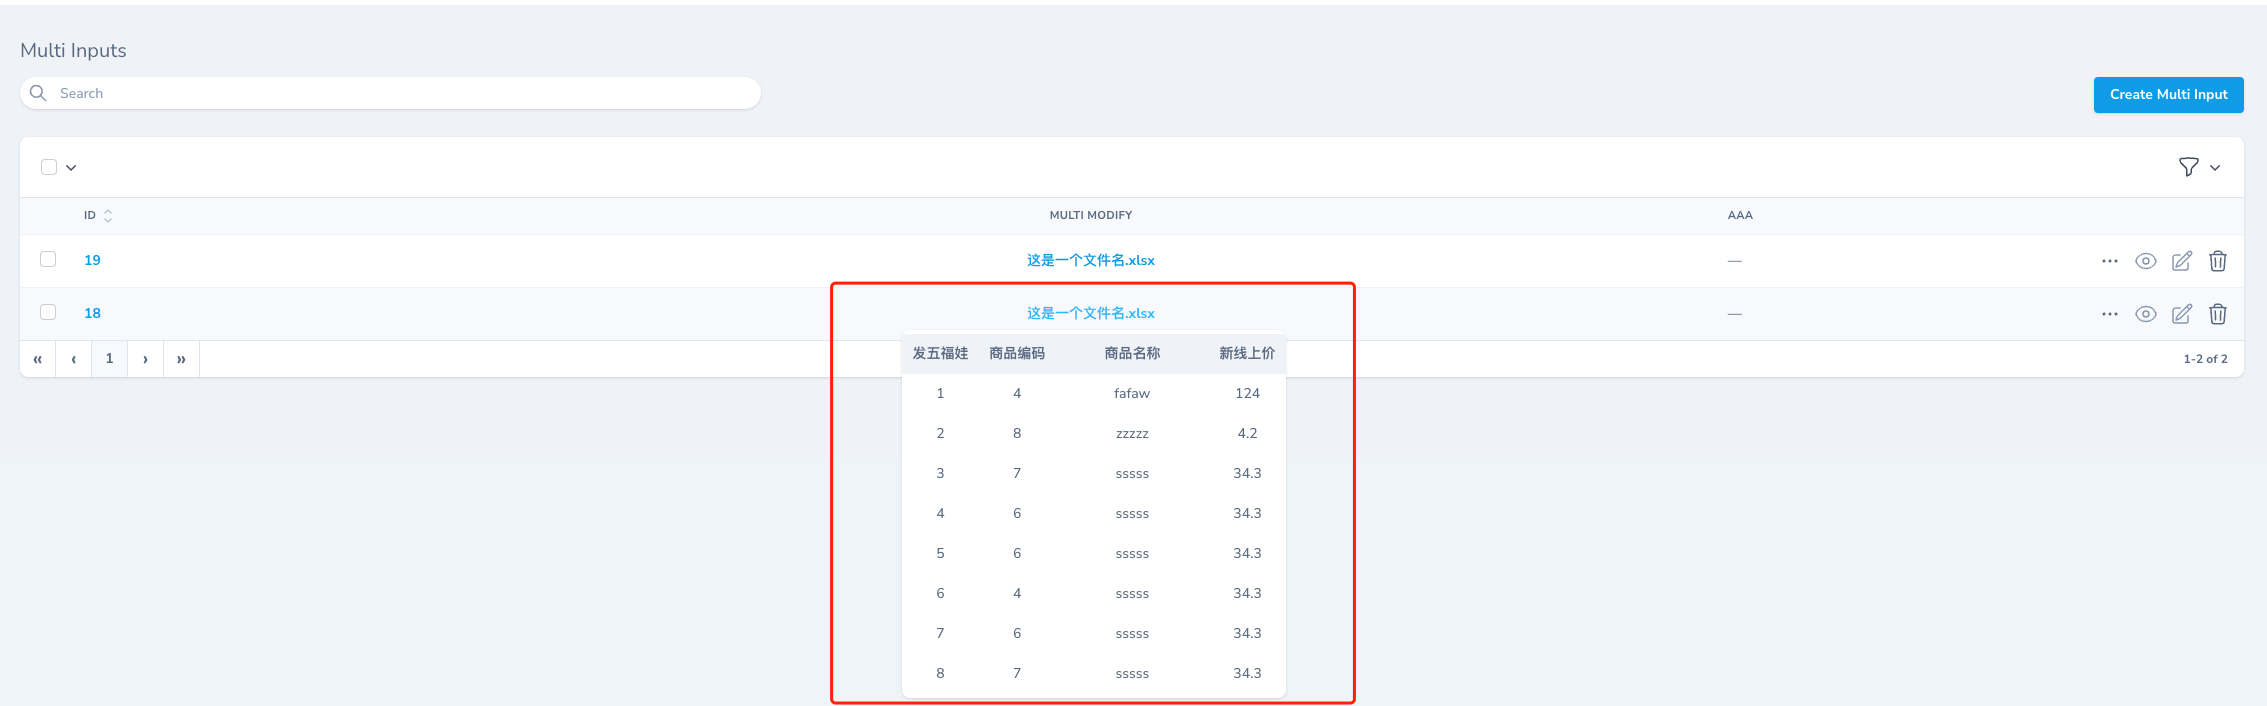 Multi Inputs
Search
Create Multi Input
ID MULTI MODIFY AAA
19 这是一个文件名.xlsx —
18 这是一个文件名.xlsx —
« ‹ 1 › » 1-2 of 2
发五福娃 商品编码 商品名称 新线上价
1 4 fafaw 124
2 8 zzzzz 4.2
3 7 sssss 34.3
4 6 sssss 34.3
5 6 sssss 34.3
6 4 sssss 34.3
7 6 sssss 34.3
8 7 sssss 34.3